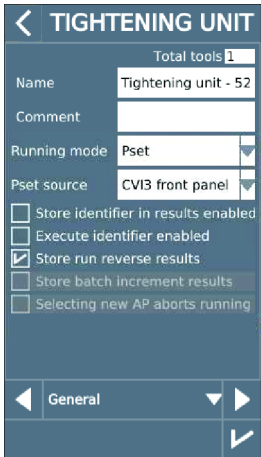 TIGHTENING UNIT
Total tools 1
Name Tightening unit - 52
Comment
Running mode Pset
Pset source CVI3 front panel
Store identifier in results enabled
Execute identifier enabled
Store run reverse results
Store batch increment results
Selecting new AP aborts running
General